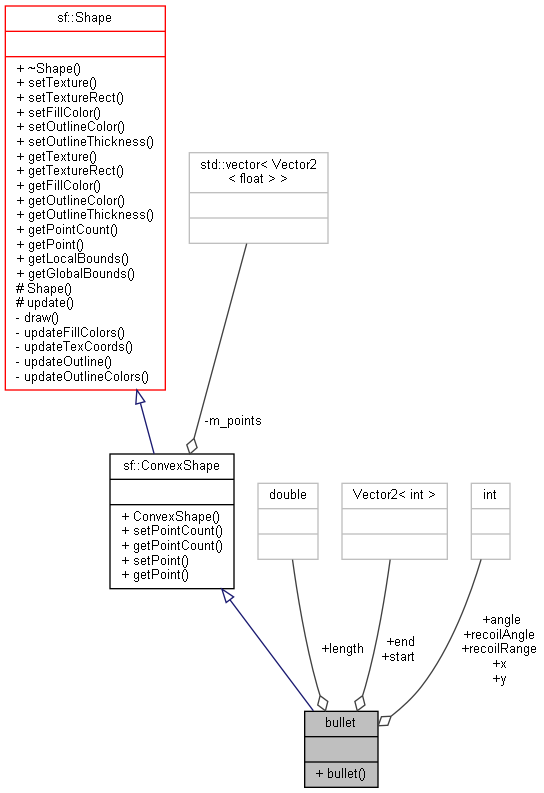 sf::Shape
+ ~Shape()
+ setTexture()
+ setTextureRect()
+ setFillColor()
+ setOutlineColor()
+ setOutlineThickness()
+ getTexture()
+ getTextureRect()
+ getFillColor()
+ getOutlineColor()
+ getOutlineThickness()
+ getPointCount()
+ getPoint()
+ getLocalBounds()
+ getGlobalBounds()
# Shape()
# update()
- draw()
- updateFillColors()
- updateTexCoords()
- updateOutline()
- updateOutlineColors()
std::vector< Vector2
< float > >
-m_points
sf::ConvexShape
+ ConvexShape()
+ setPointCount()
+ getPointCount()
+ setPoint()
+ getPoint()
double
Vector2< int >
int
+length
+end
+start
+angle
+recoilAngle
+recoilRange
+x
+y
bullet
+ bullet()